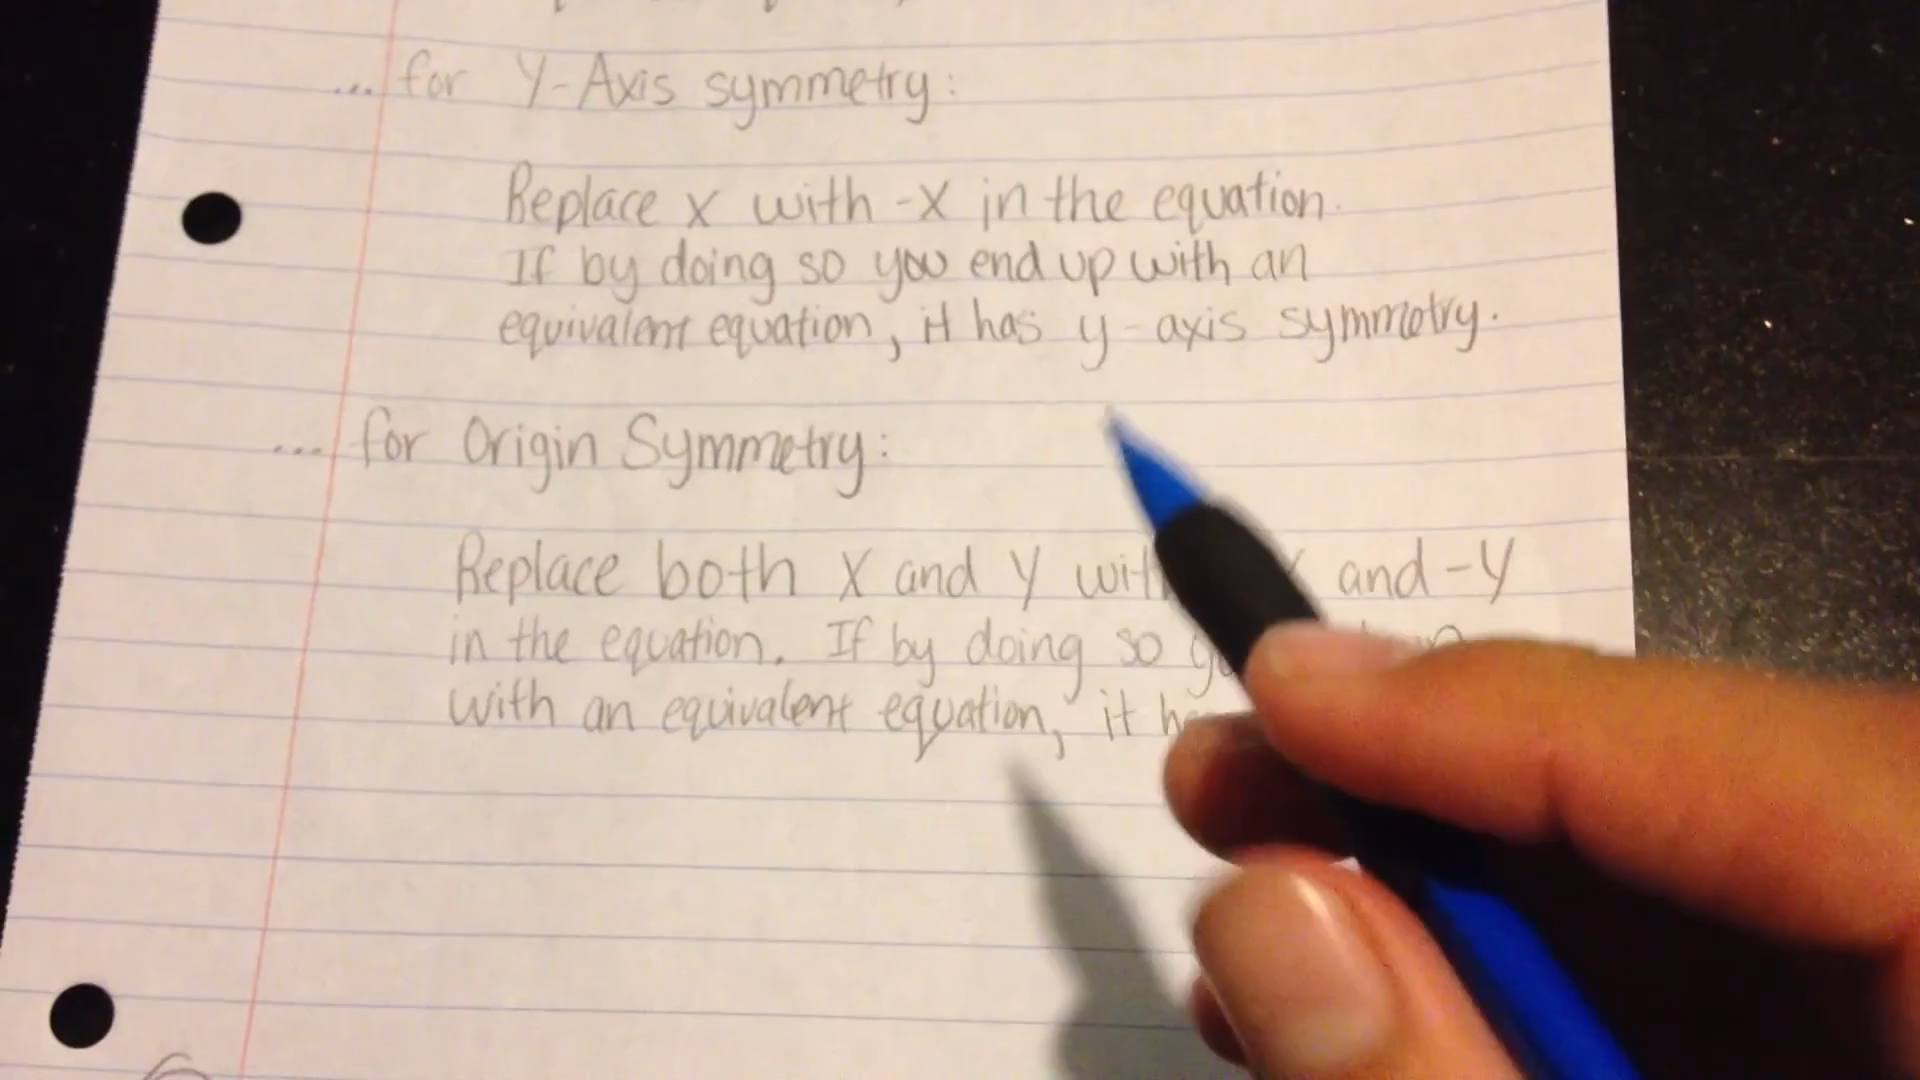 ... for Y-Axis symmetry:
Replace x with -x in the equation.
If by doing so you end up with an
equivalent equation, it has y-axis symmetry.
... for Origin Symmetry:
Replace both X and Y and -Y
in the equation. If by doing so
with an equivalent equation, it